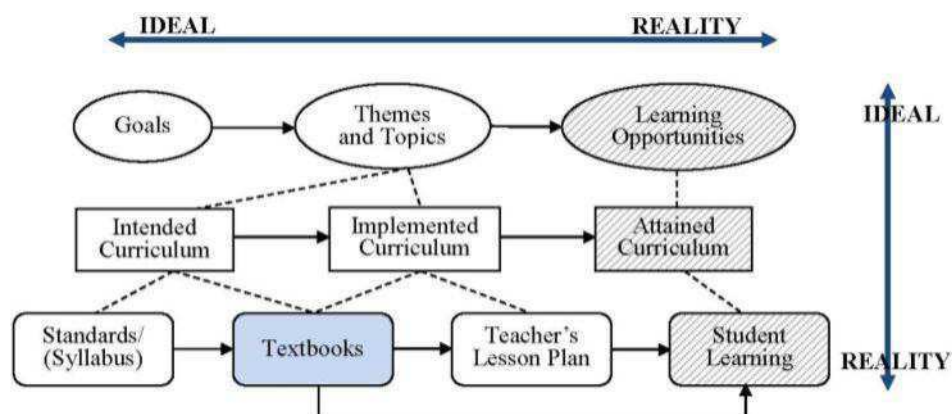 IDEAL
REALITY
Goals
Themes
and Topics
Learning
Opportunities
IDEAL
Intended
Curriculum
Implemented
Curriculum
Attained
Curriculum
Standards/
(Syllabus)
Textbooks
Teacher's
Lesson Plan
Student
Learning
REALITY